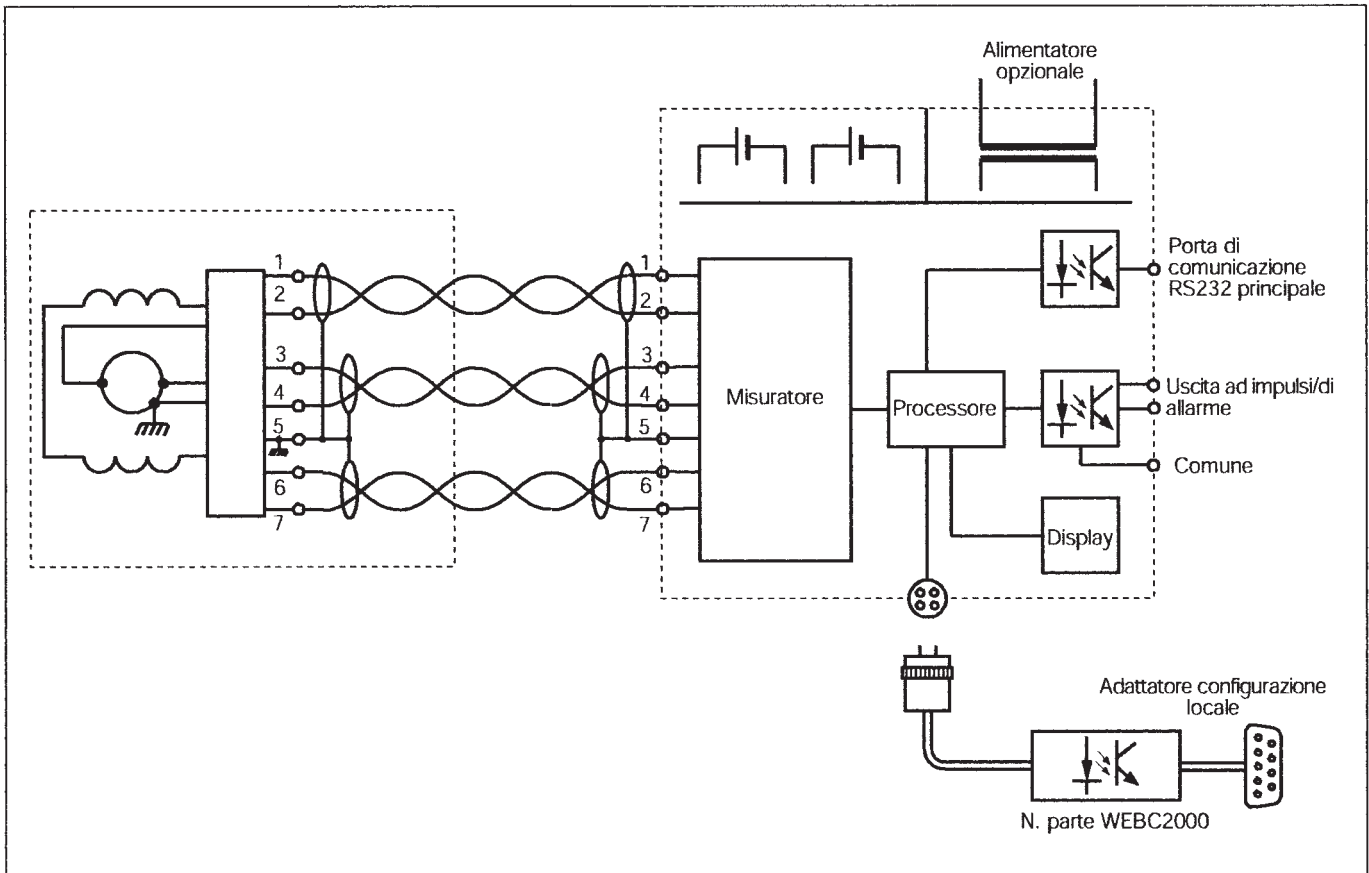 Alimentatore
opzionale
1
2
3
4
5
6
7
1
2
3
4
5
6
7
Misuratore
Processore
Display
Porta di
comunicazione
RS232 principale
Uscita ad impulsi/di
allarme
Comune
Adattatore configurazione
locale
N. parte WEBC2000